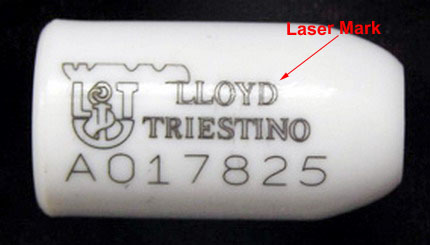 Laser Mark
LLOYD
TRIESTINO
A017825